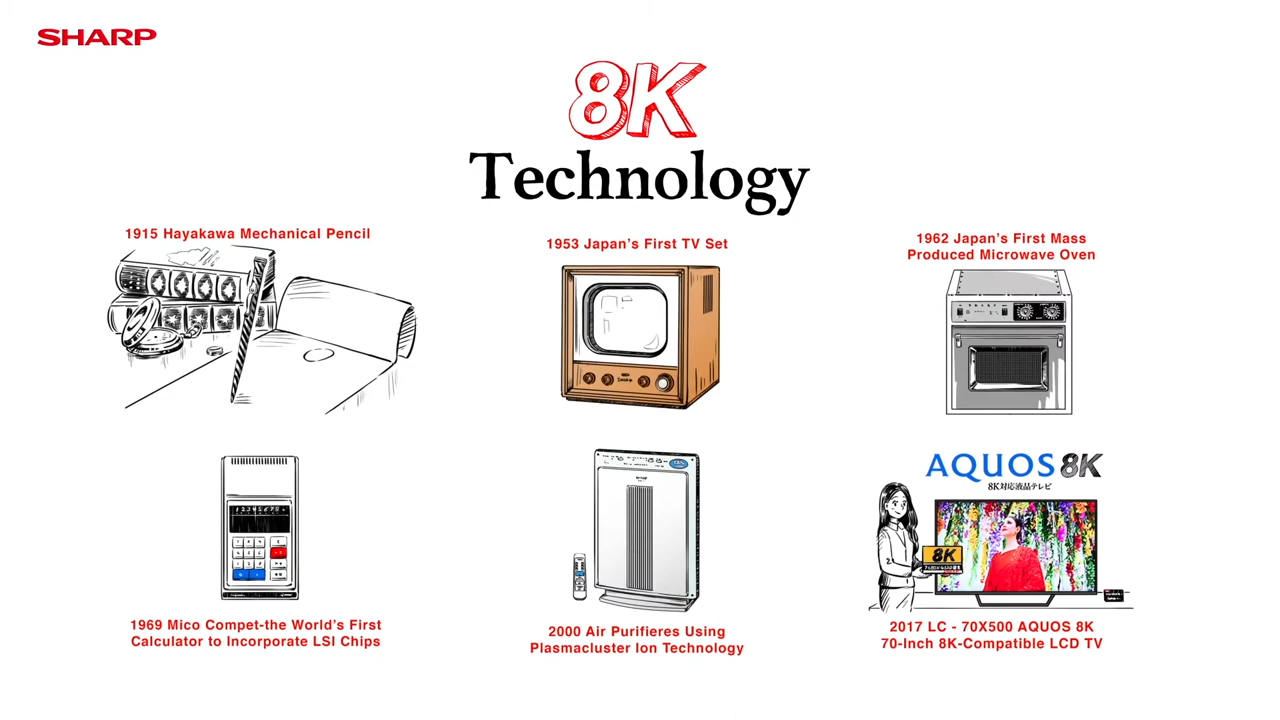 SHARP
8K
Technology
1915 Hayakawa Mechanical Pencil
1953 Japan's First TV Set
1962 Japan's First Mass
Produced Microwave Oven
AQUOS 8K
8K対応液晶テレビ
8K
1969 Mico Compet-the World's First
Calculator to Incorporate LSI Chips
2000 Air Purifieres Using
Plasmacluster Ion Technology
2017 LC - 70X500 AQUOS 8K
70-Inch 8K-Compatible LCD TV